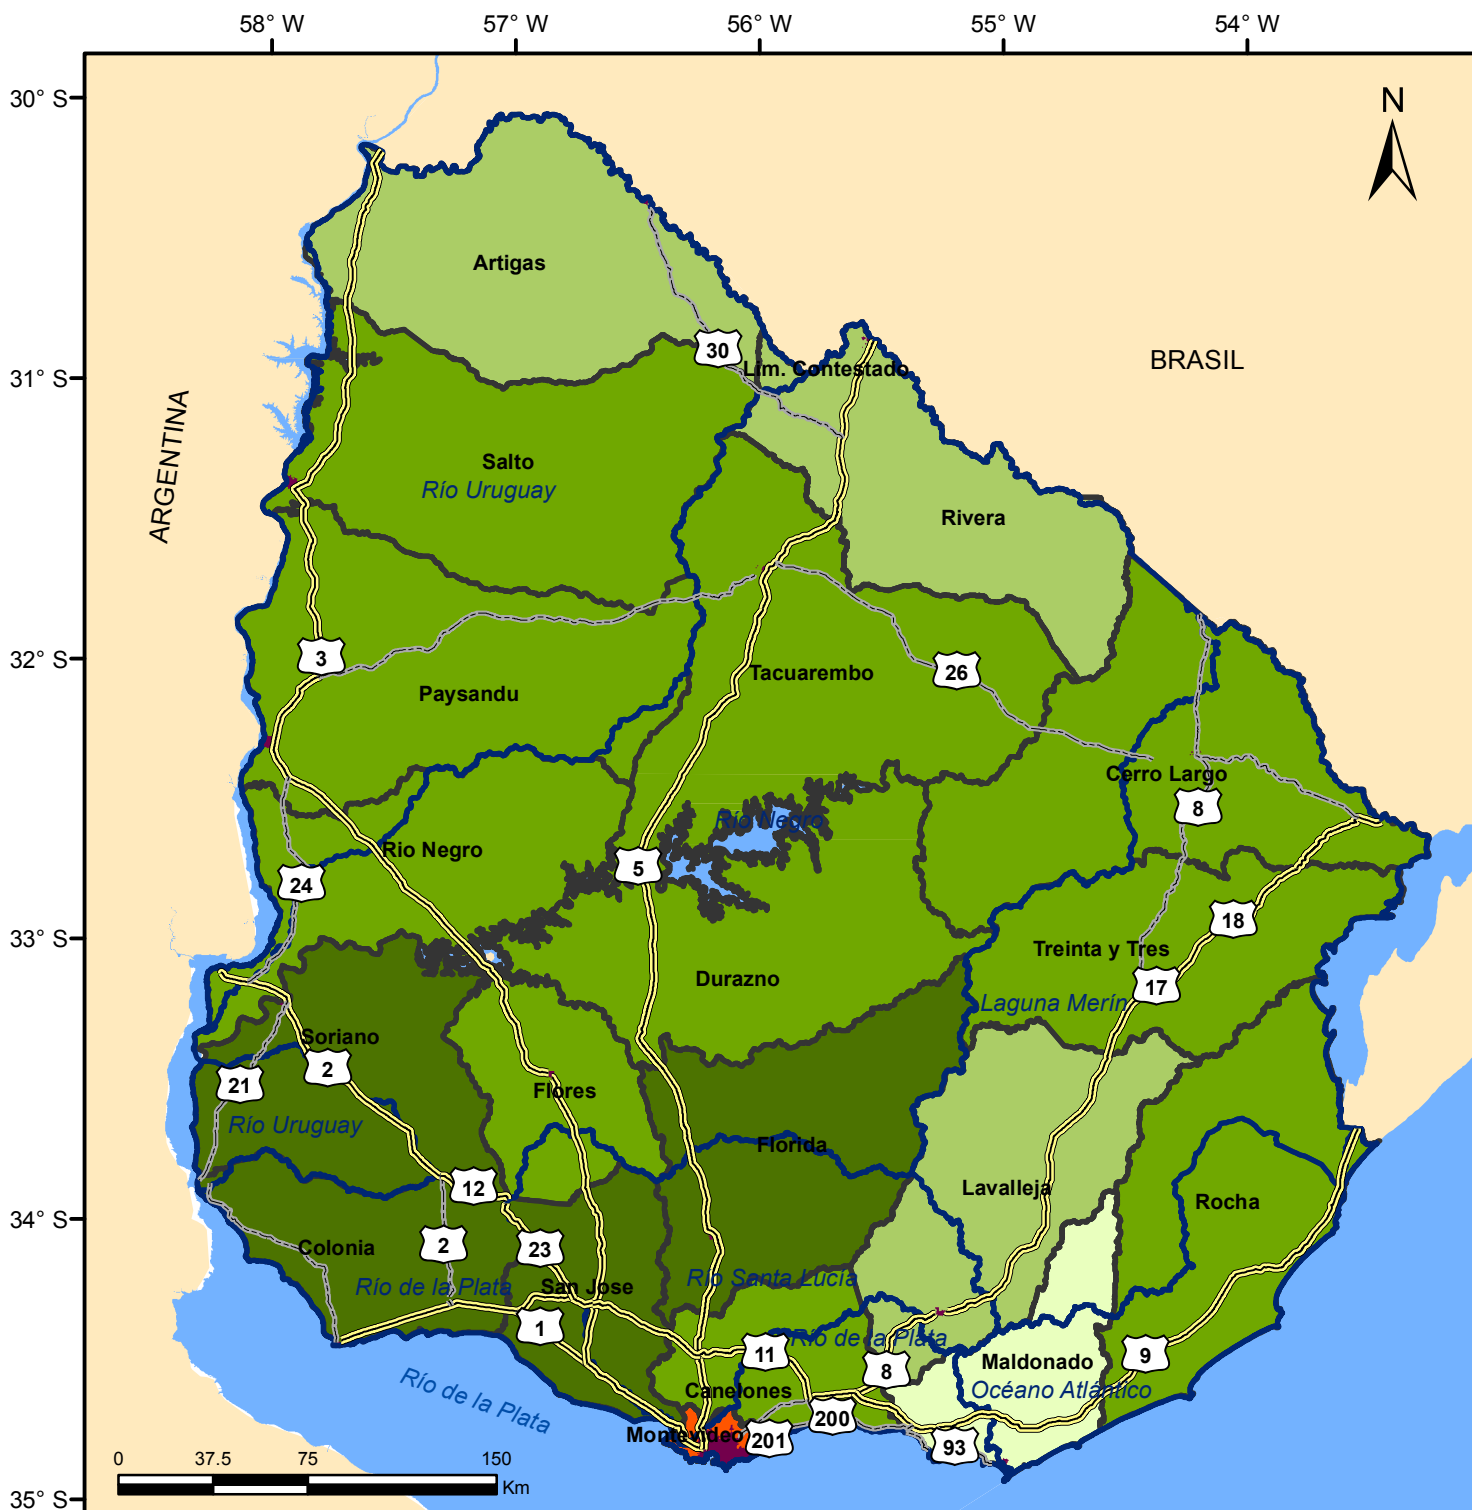 58° W 57° W 56° W 55° W 54° W
30° S
N
Artigas
30
BRASIL
31° S
Lim. Contestado
ARGENTINA
Salto
Río Uruguay
Rivera
32° S
3
Tacuarembo
26
Paysandu
Cerro Largo
8
Río Negro
Rio Negro
5
24
18
33° S
Treinta y Tres
Durazno
17
Laguna Merín
Soriano
2
21
Flores
Río Uruguay
Florida
12
Lavalleja
Rocha
34° S
Colonia
2
23
Río Santa Lucía
Río de la Plata
San Jose
1
Río de la Plata
11
9
Maldonado
8
Océano Atlántico
Canelones
Río de la Plata
200
Montevideo
201
93
0 37.5 75 150
Km
35° S